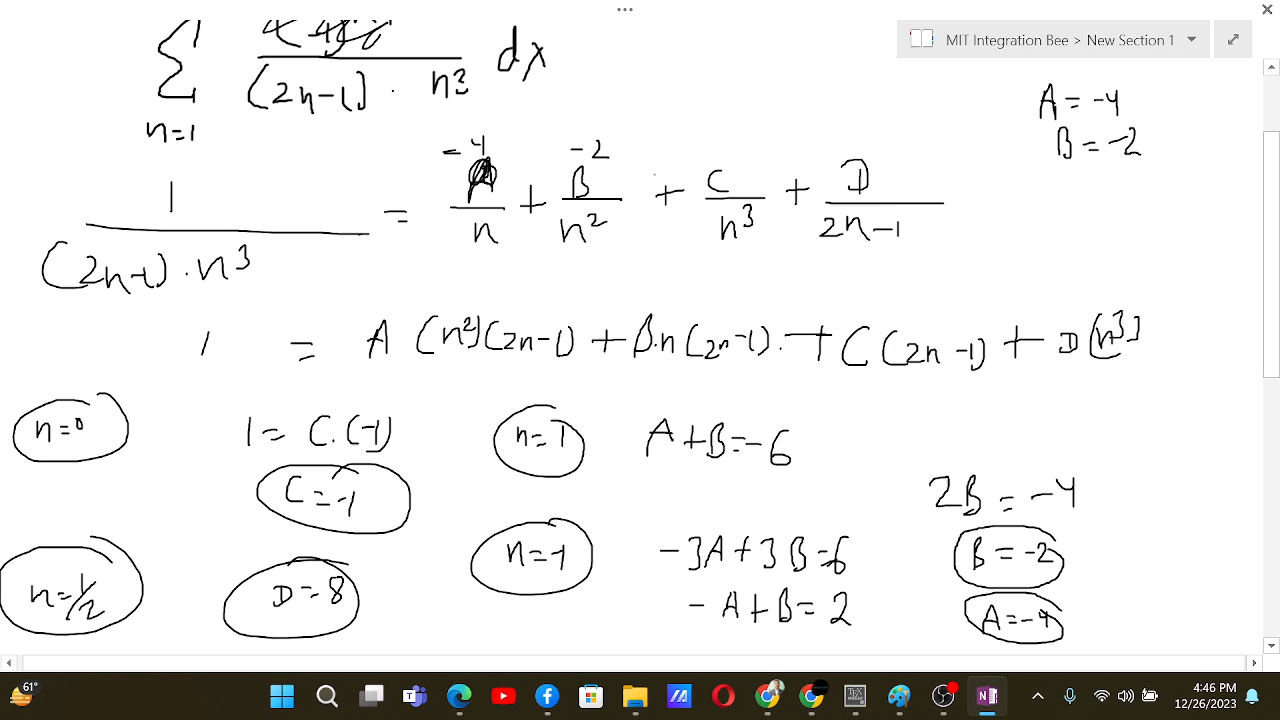 MIT Integration Bee > New Section 1
∑ dx
(2n-1) · n³
n=1
A = -4
B = -2
-4 -2
1 = A + B + C + D
(2n-1) · n³ n n² n³ 2n-1
1 = A (n²)(2n-1) + B·n(2n-1) · + C(2n-1) + D(n³)
n=0 1 = C·(-1) n=1 A+B=-6
C=-1 2B = -4
n=-1 -3A+3B=6 B=-2
n=1/2 D=8 -A+B=2 A=-4
61°
4:46 PM
12/26/2023